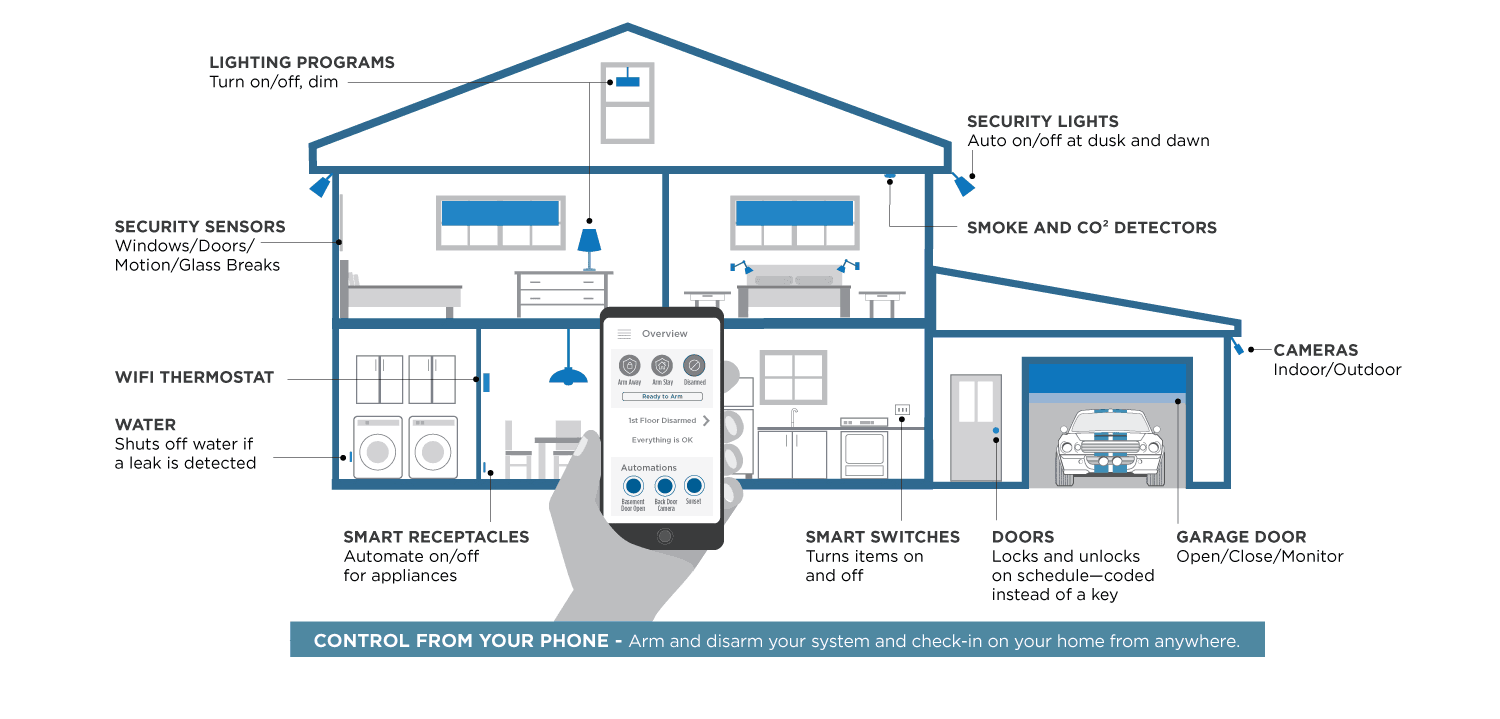 LIGHTING PROGRAMS
Turn on/off, dim
SECURITY LIGHTS
Auto on/off at dusk and dawn
SECURITY SENSORS
Windows/Doors/
Motion/Glass Breaks
SMOKE AND CO² DETECTORS
WIFI THERMOSTAT
CAMERAS
Indoor/Outdoor
WATER
Shuts off water if
a leak is detected
Overview
Arm Away Arm Stay Disarmed
Ready to Arm
1st Floor Disarmed
Everything is OK
Automations
Basement
Door Open
Back Door
Camera
Sunset
SMART RECEPTACLES
Automate on/off
for appliances
SMART SWITCHES
Turns items on
and off
DOORS
Locks and unlocks
on schedule—coded
instead of a key
GARAGE DOOR
Open/Close/Monitor
CONTROL FROM YOUR PHONE - Arm and disarm your system and check-in on your home from anywhere.